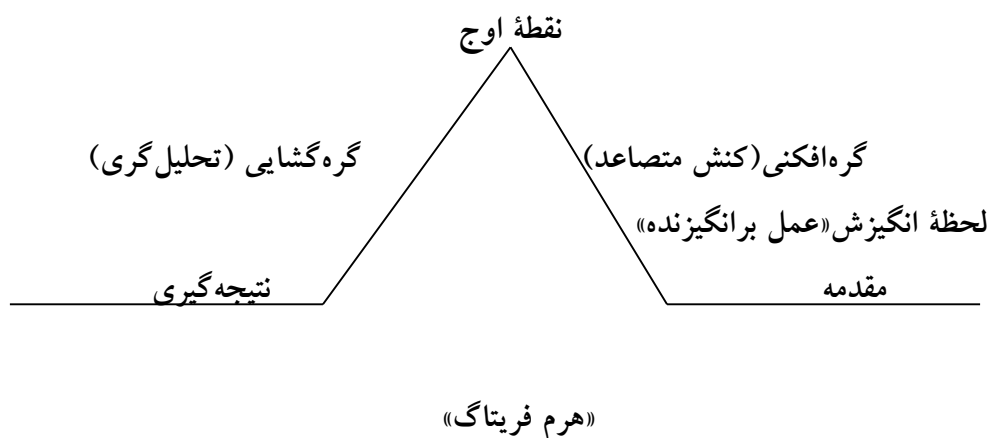 نقطهٔ اوج
گره‌افکنی(کنش متصاعد)
گره‌گشایی (تحلیل‌گری)
لحظهٔ انگیزش«عمل برانگیزنده»
مقدمه
نتیجه‌گیری
«هرم فریتاگ»